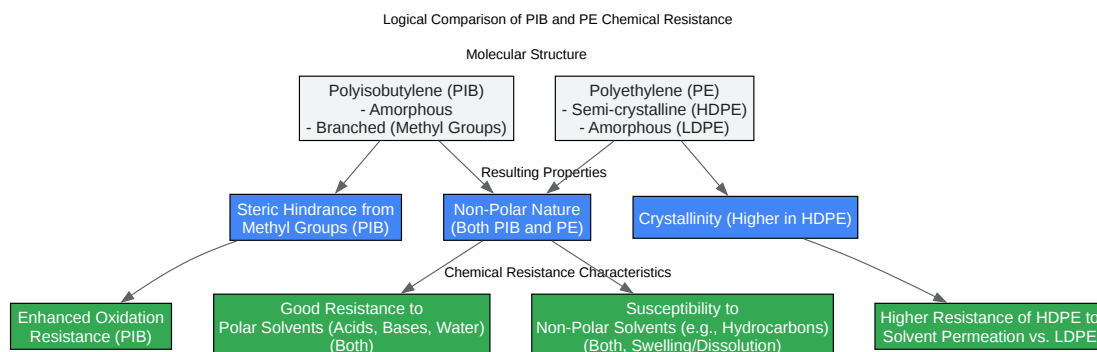 Logical Comparison of PIB and PE Chemical Resistance
Molecular Structure
Polyisobutylene (PIB)
- Amorphous
- Branched (Methyl Groups)
Polyethylene (PE)
- Semi-crystalline (HDPE)
- Amorphous (LDPE)
Resulting Properties
Steric Hindrance from
Methyl Groups (PIB)
Non-Polar Nature
(Both PIB and PE)
Crystallinity (Higher in HDPE)
Chemical Resistance Characteristics
Enhanced Oxidation
Resistance (PIB)
Good Resistance to
Polar Solvents (Acids, Bases, Water)
(Both)
Susceptibility to
Non-Polar Solvents (e.g., Hydrocarbons)
(Both, Swelling/Dissolution)
Higher Resistance of HDPE to
Solvent Permeation vs. LDPE